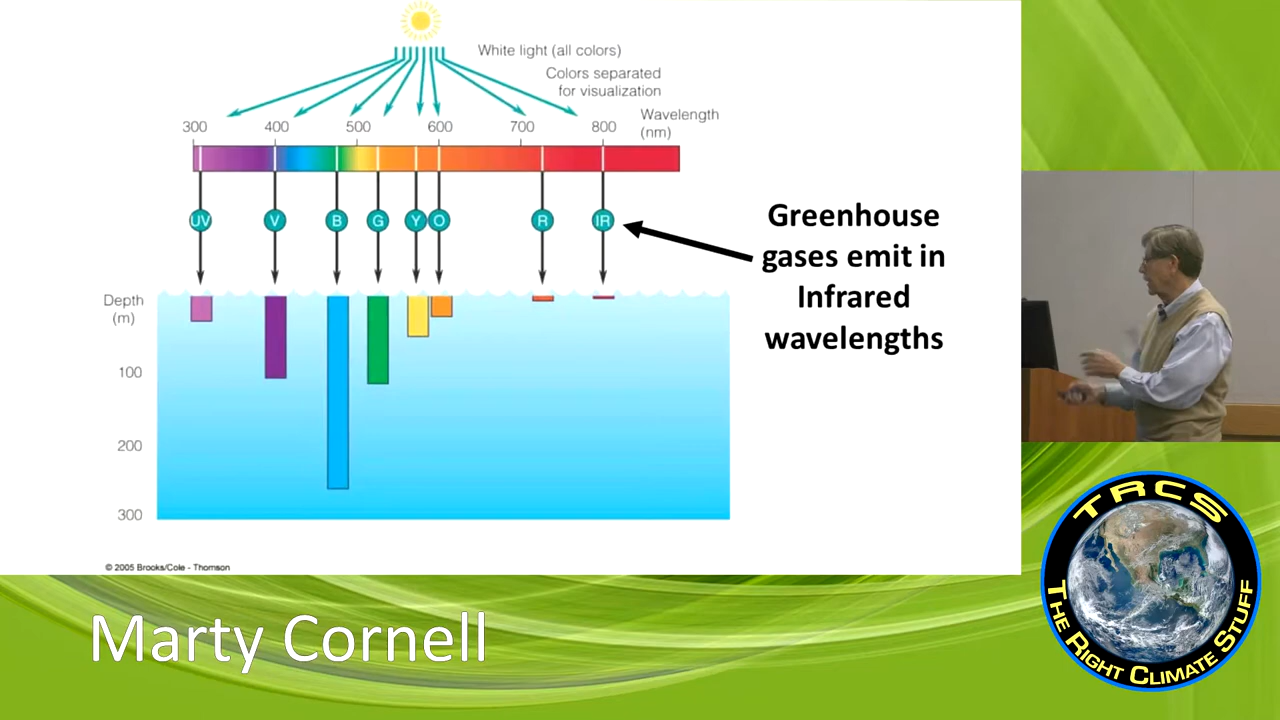 White light (all colors)
Colors separated
for visualization
Wavelength
(nm)
300 400 500 600 700 800
UV V B G Y O R IR
Greenhouse
gases emit in
Infrared
wavelengths
Depth
(m)
100
200
300
© 2005 Brooks/Cole - Thomson
Marty Cornell
TRCS
THE RIGHT CLIMATE STUFF